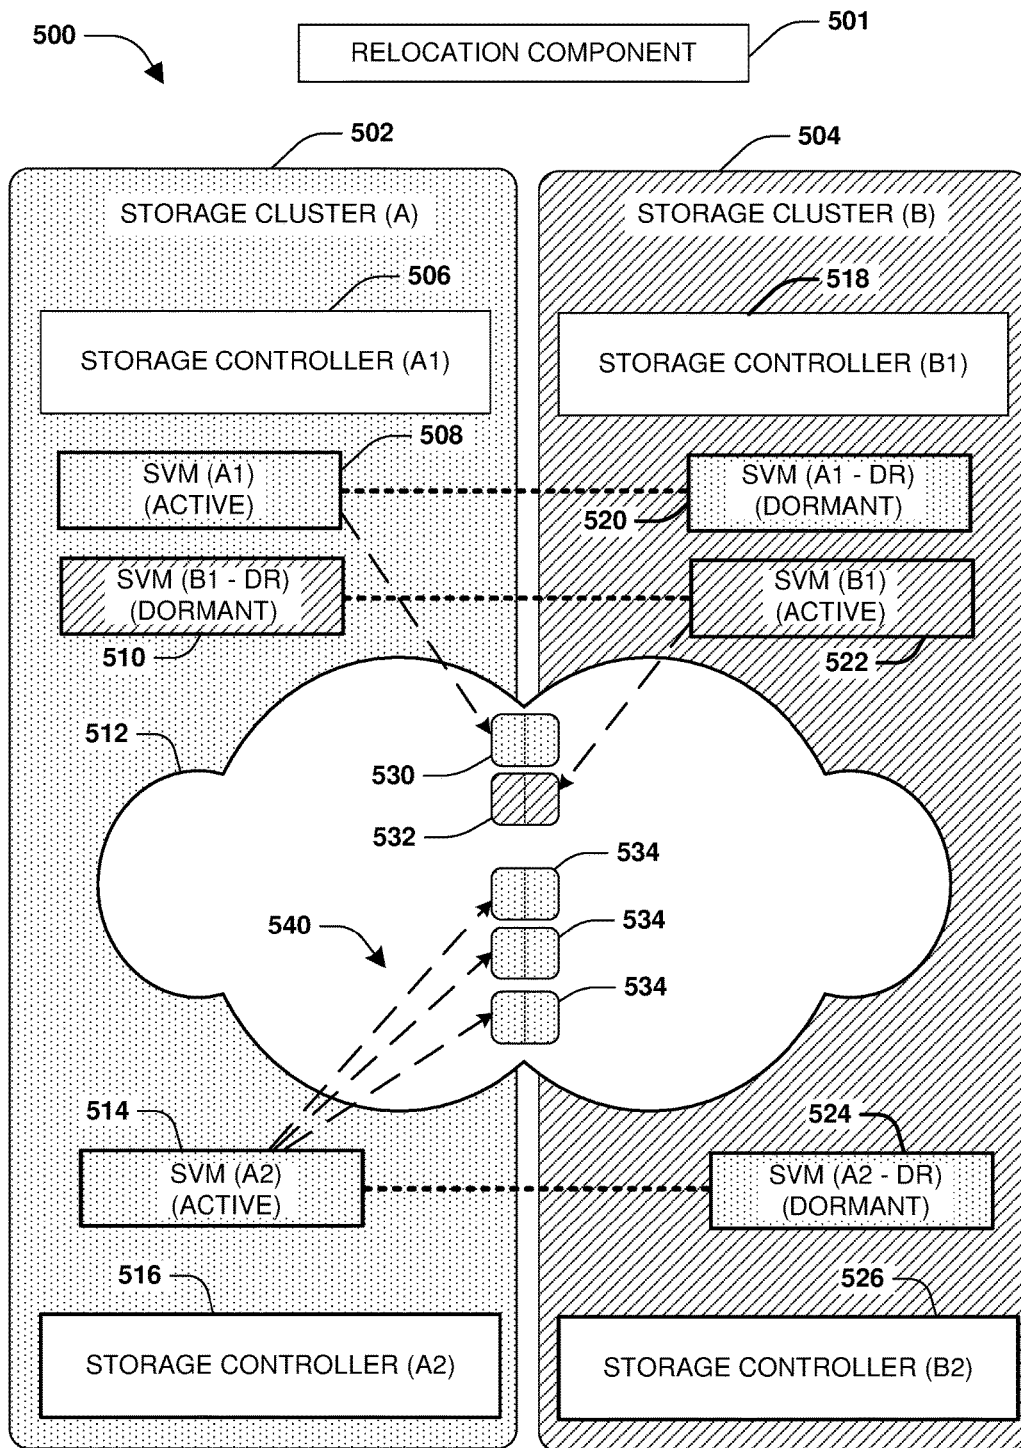 500
RELOCATION COMPONENT
501
502
504
STORAGE CLUSTER (A)
STORAGE CLUSTER (B)
506
518
STORAGE CONTROLLER (A1)
STORAGE CONTROLLER (B1)
508
SVM (A1)
(ACTIVE)
SVM (A1 - DR)
(DORMANT)
520
SVM (B1 - DR)
(DORMANT)
SVM (B1)
(ACTIVE)
510
522
512
530
532
534
540
534
534
514
524
SVM (A2)
(ACTIVE)
SVM (A2 - DR)
(DORMANT)
516
526
STORAGE CONTROLLER (A2)
STORAGE CONTROLLER (B2)